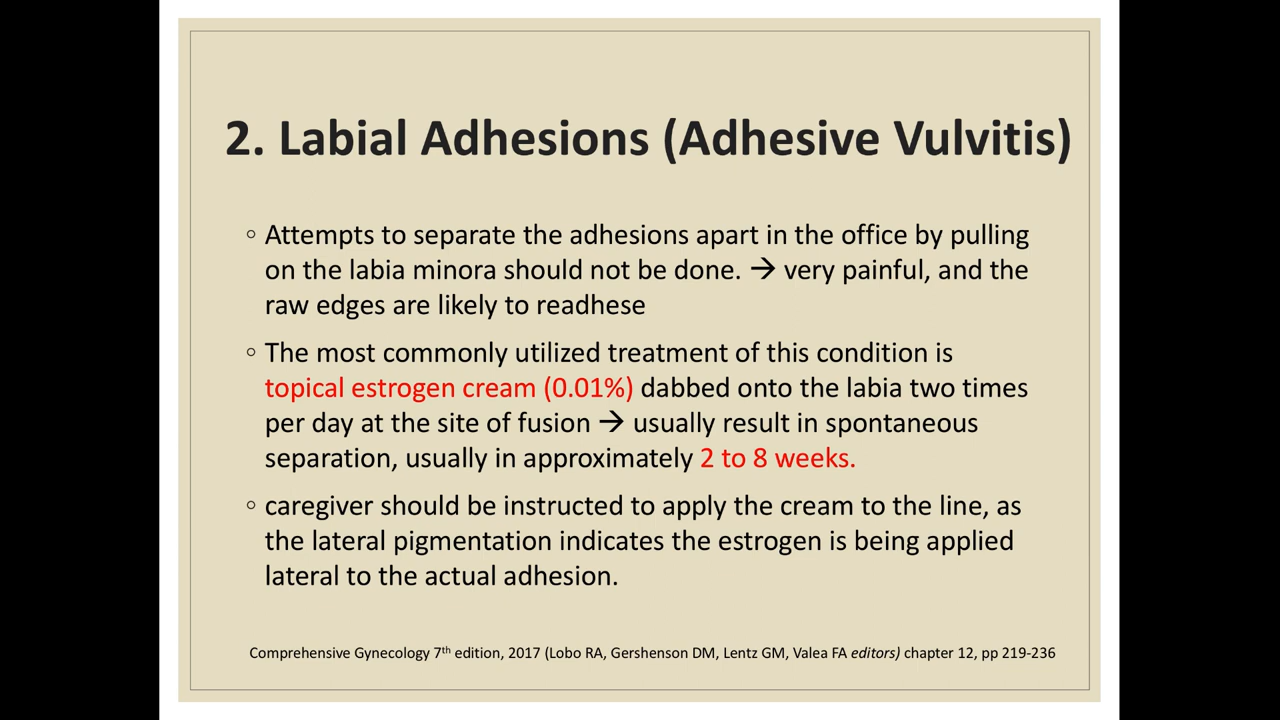 2. Labial Adhesions (Adhesive Vulvitis)
◦ Attempts to separate the adhesions apart in the office by pulling
on the labia minora should not be done. → very painful, and the
raw edges are likely to readhese
◦ The most commonly utilized treatment of this condition is
topical estrogen cream (0.01%) dabbed onto the labia two times
per day at the site of fusion → usually result in spontaneous
separation, usually in approximately 2 to 8 weeks.
◦ caregiver should be instructed to apply the cream to the line, as
the lateral pigmentation indicates the estrogen is being applied
lateral to the actual adhesion.
Comprehensive Gynecology 7th edition, 2017 (Lobo RA, Gershenson DM, Lentz GM, Valea FA editors) chapter 12, pp 219-236